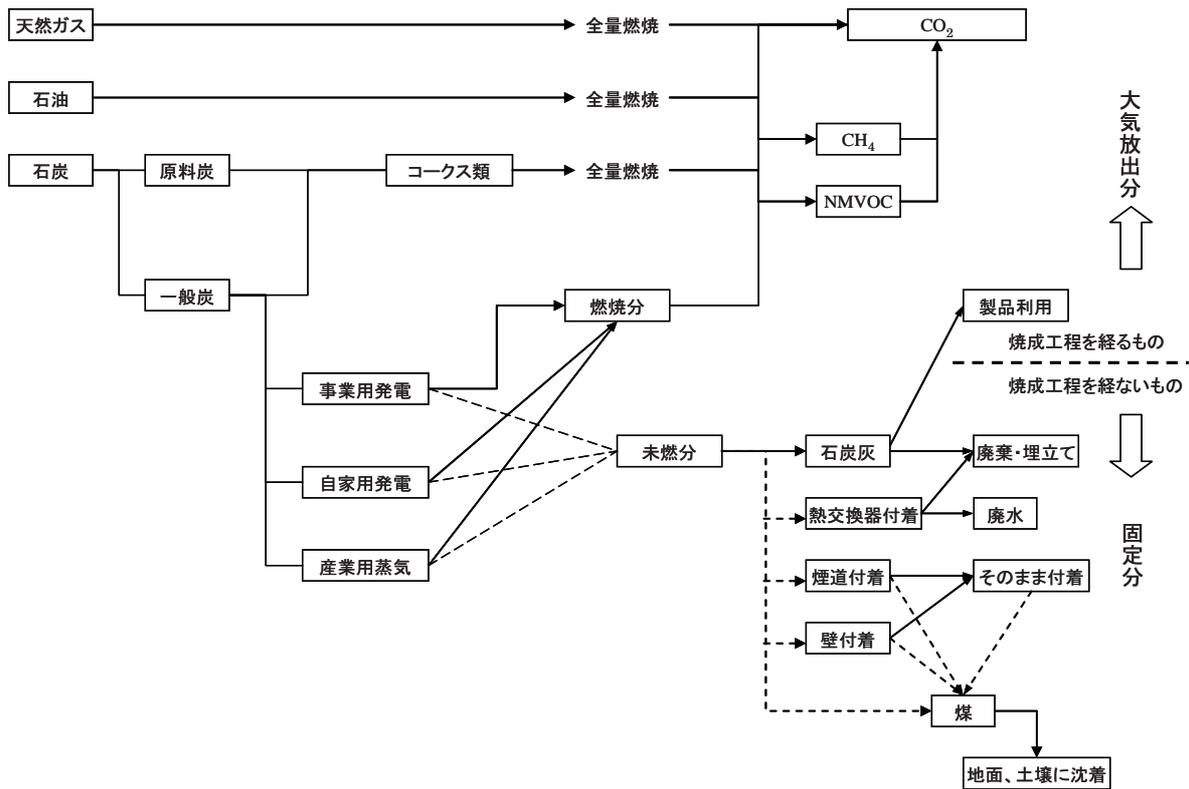 天然ガス
全量燃焼
CO2
石油
全量燃焼
CH4
石炭
原料炭
コークス類
全量燃焼
NMVOC
大気放出分
一般炭
燃焼分
製品利用
焼成工程を経るもの
焼成工程を経ないもの
事業用発電
未燃分
石炭灰
廃棄・埋立て
自家用発電
熱交換器付着
廃水
産業用蒸気
煙道付着
そのまま付着
固定分
壁付着
煤
地面、土壌に沈着